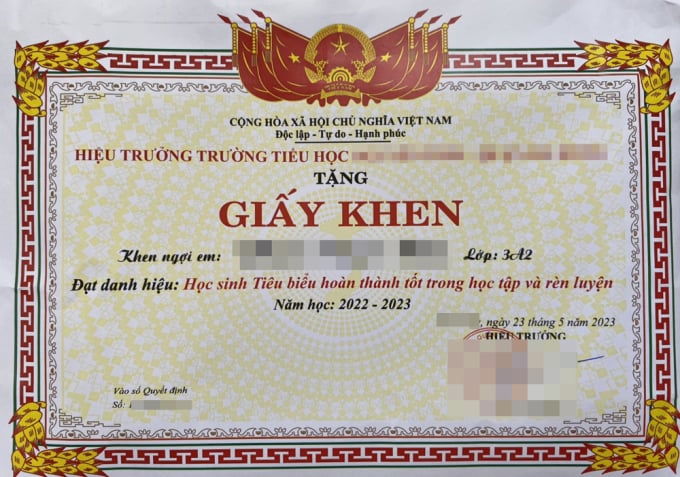 CỘNG HÒA XÃ HỘI CHỦ NGHĨA VIỆT NAM
Độc lập - Tự do - Hạnh phúc
HIỆU TRƯỞNG TRƯỜNG TIỂU HỌC
TẶNG
GIẤY KHEN
Khen ngợi em: Lớp: 3A2
Đạt danh hiệu: Học sinh Tiêu biểu hoàn thành tốt trong học tập và rèn luyện
Năm học: 2022 - 2023
, ngày 23 tháng 5 năm 2023
HIỆU TRƯỞNG
Vào sổ Quyết định
Số: